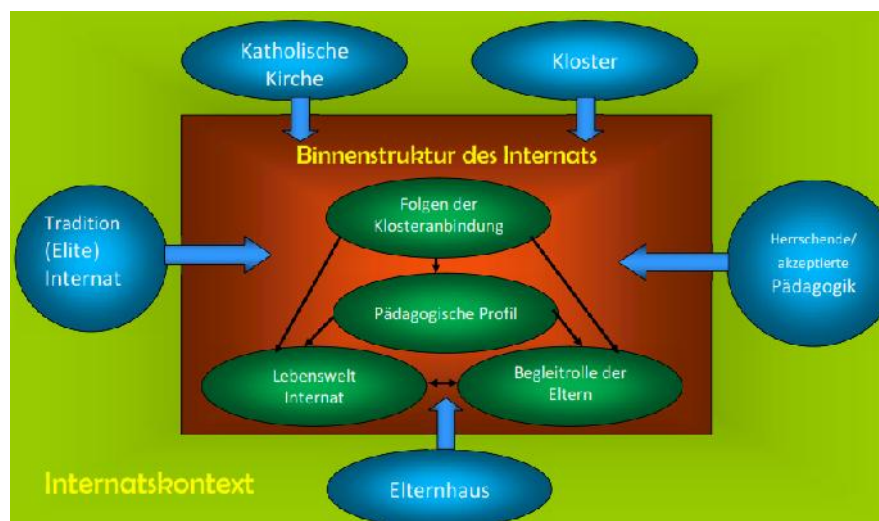 Katholische
Kirche
Kloster
Binnenstruktur des Internats
Folgen der
Klosteranbindung
Tradition
(Elite)
Internat
Herrschende/
akzeptierte
Pädagogik
Pädagogische Profil
Lebenswelt
Internat
Begleitrolle der
Eltern
Internatskontext
Elternhaus